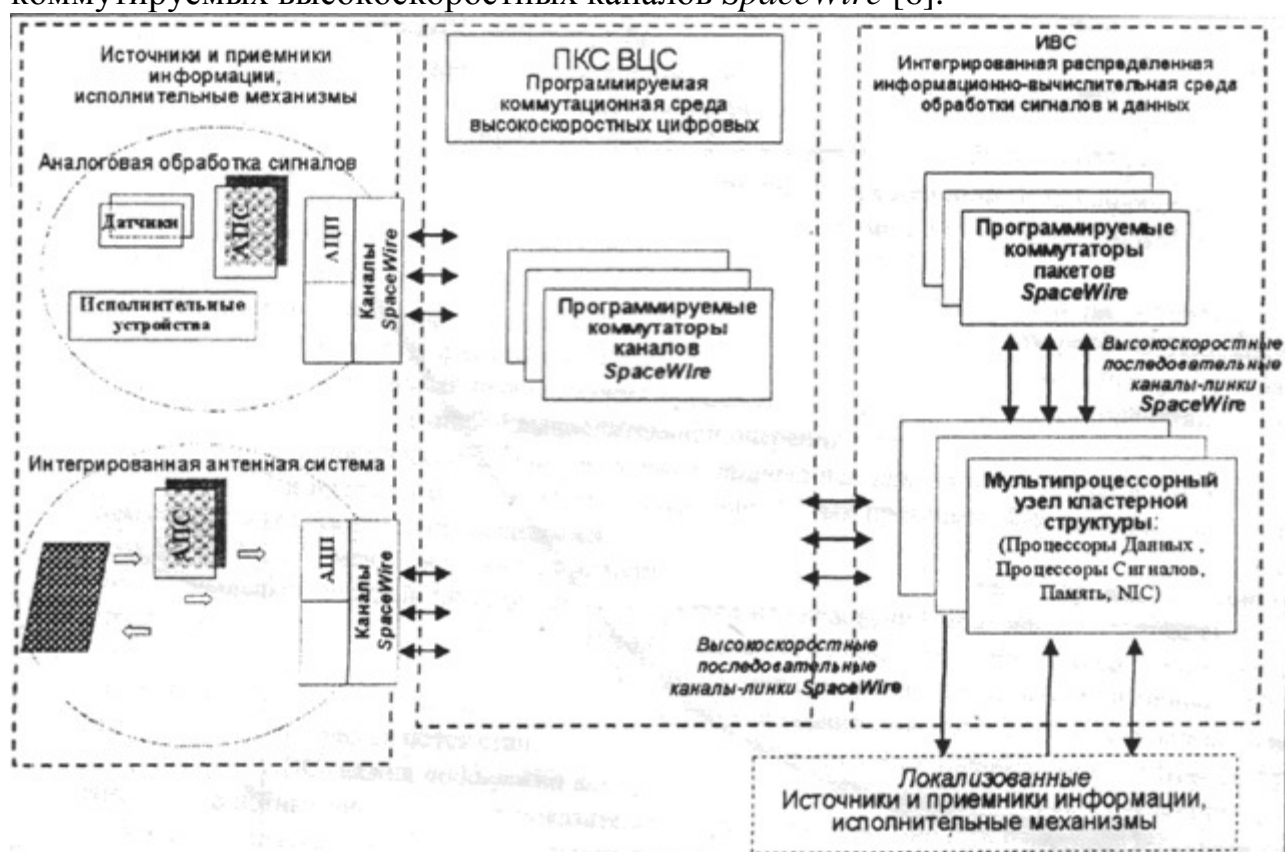 коммутируемых высокоскоростных каналов SpaceWire [6].
Источники и приемники
информации,
исполнительные механизмы
Аналоговая обработка сигналов
Датчики
АПС
Исполнительные
устройства
АЦП
Каналы
SpaceWire
Интегрированная антенная система
АПС
АЦП
Каналы
SpaceWire
ПКС ВЦС
Программируемая
коммутационная среда
высокоскоростных цифровых
Программируемые
коммутаторы
каналов
SpaceWire
Высокоскоростные
последовательные
каналы-линки SpaceWire
ИВС
Интегрированная распределенная
информационно-вычислительная среда
обработки сигналов и данных
Программируемые
коммутаторы
пакетов
SpaceWire
Высокоскоростные
последовательные
каналы-линки
SpaceWire
Мультипроцессорный
узел кластерной
структуры:
(Процессоры Данных ,
Процессоры Сигналов,
Память, NIC)
Локализованные
Источники и приемники информации,
исполнительные механизмы